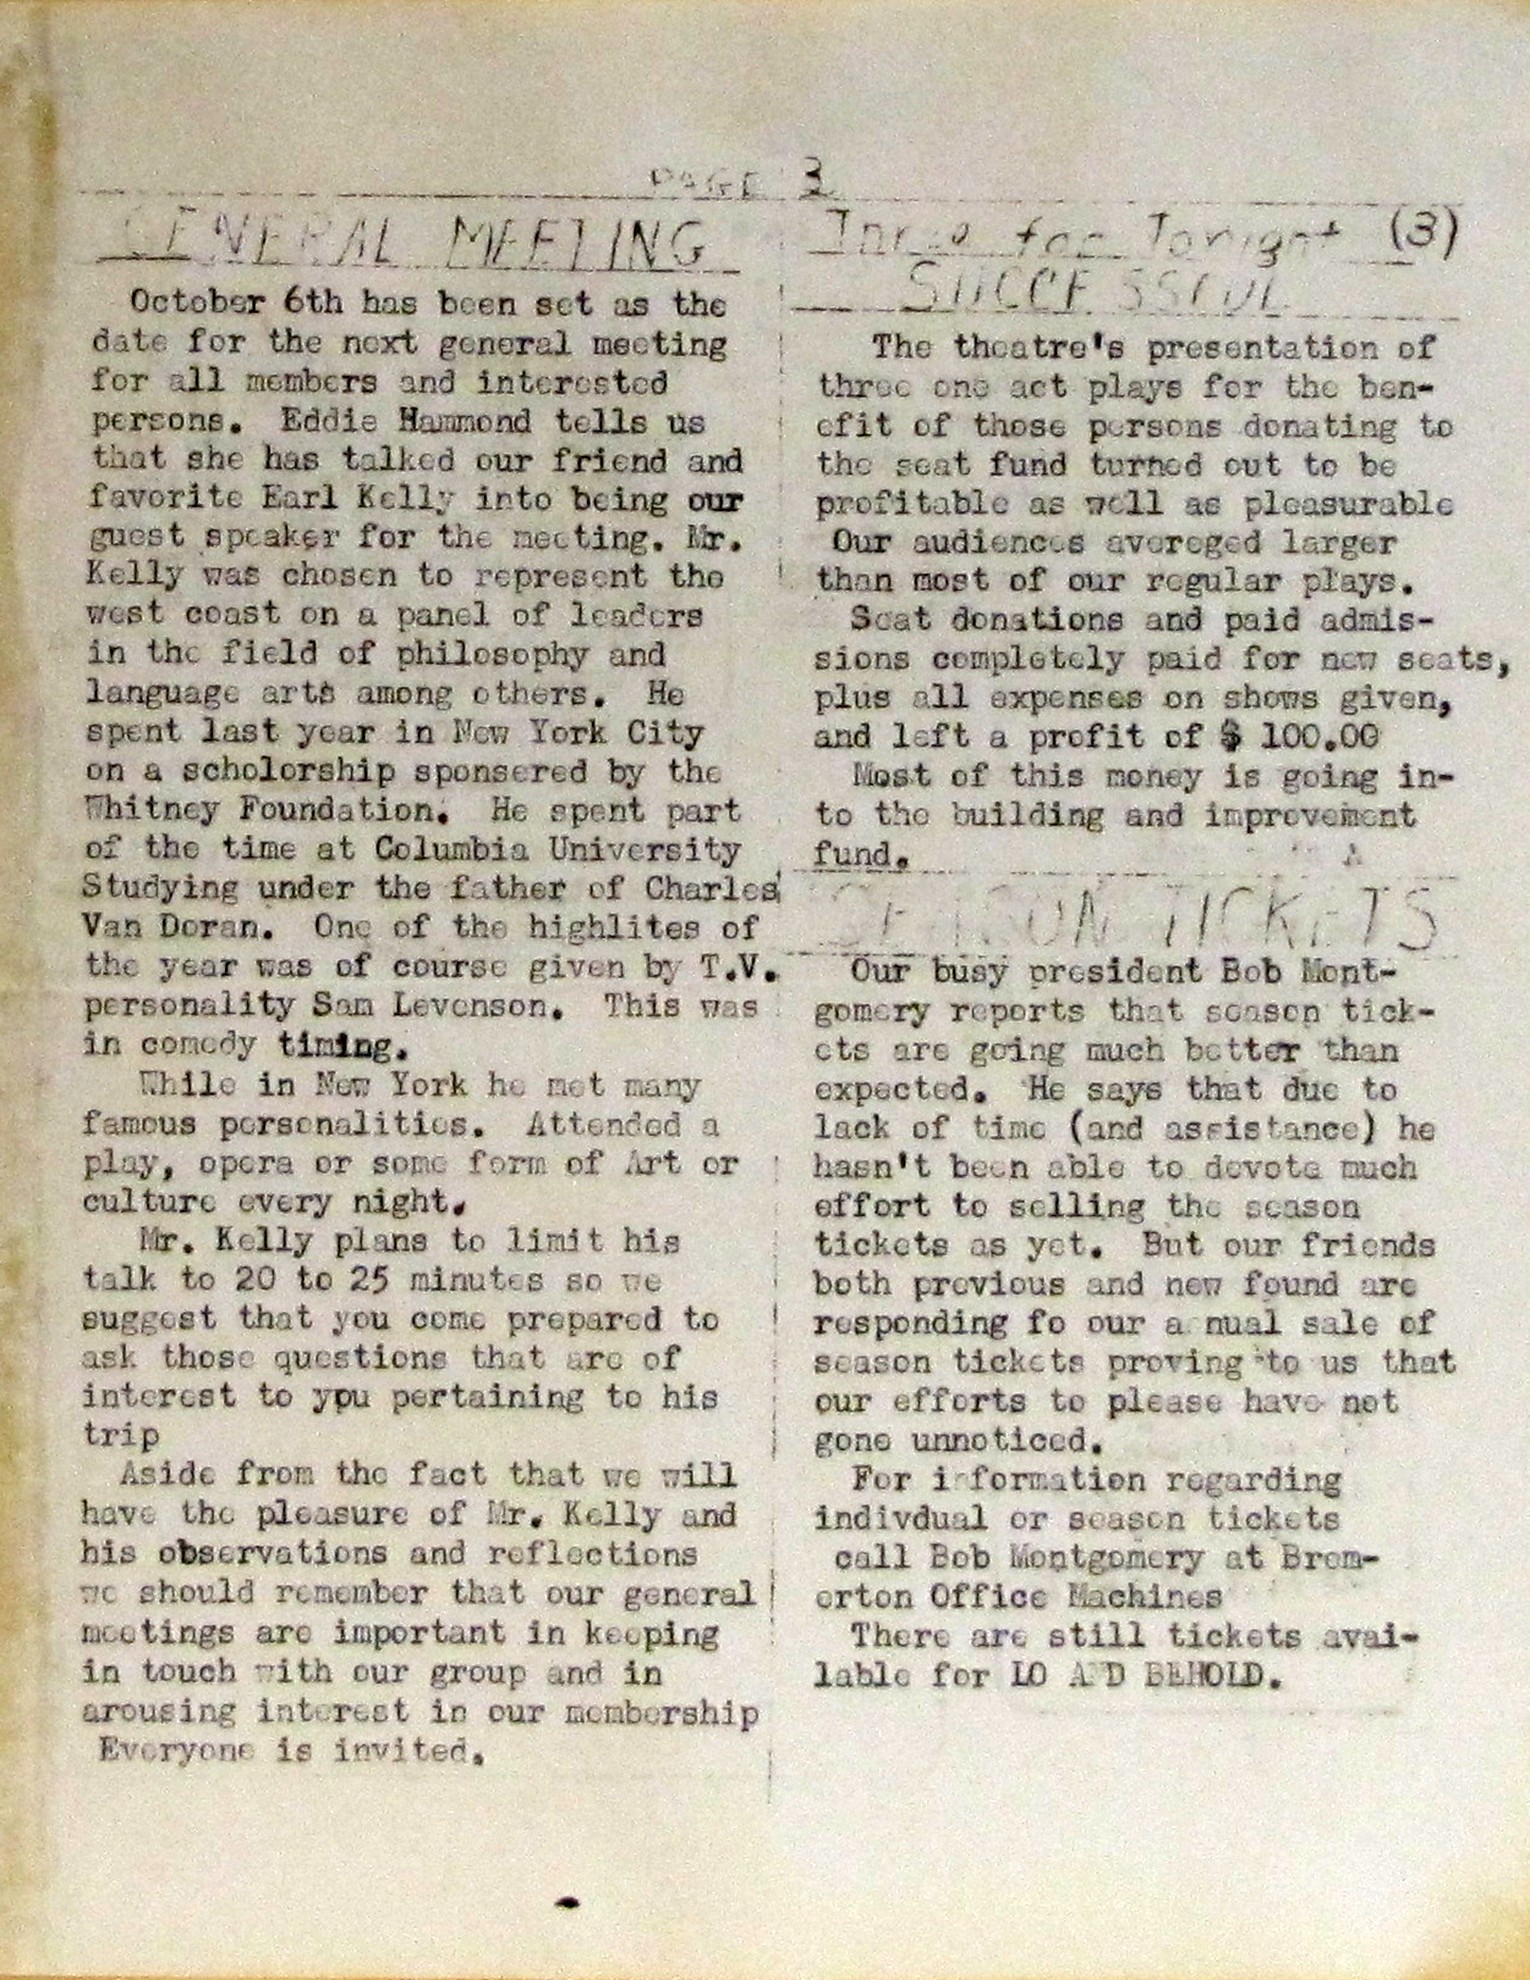 PAGE 3
GENERAL MEETING
October 6th has been set as the
date for the next general meeting
for all members and interested
persons. Eddie Hammond tells us
that she has talked our friend and
favorite Earl Kelly into being our
guest speaker for the meeting. Mr.
Kelly was chosen to represent the
west coast on a panel of leaders
in the field of philosophy and
language arts among others. He
spent last year in New York City
on a scholorship sponsered by the
Whitney Foundation. He spent part
of the time at Columbia University
Studying under the father of Charles
Van Doran. One of the highlites of
the year was of course given by T.V.
personality Sam Levenson. This was
in comedy timing.
While in New York he met many
famous personalities. Attended a
play, opera or some form of Art or
culture every night.
Mr. Kelly plans to limit his
talk to 20 to 25 minutes so we
suggest that you come prepared to
ask those questions that are of
interest to ypu pertaining to his
trip
Aside from the fact that we will
have the pleasure of Mr. Kelly and
his observations and reflections
we should remember that our general
meetings are important in keeping
in touch with our group and in
arousing interest in our membership
Everyone is invited.
Three for Tonight (3)
SUCCESSFUL
The theatre's presentation of
three one act plays for the ben-
efit of those persons donating to
the seat fund turned out to be
profitable as well as pleasurable
Our audiences avereged larger
than most of our regular plays.
Seat donations and paid admis-
sions completely paid for new seats,
plus all expenses on shows given,
and left a profit of $ 100.00
Most of this money is going in-
to the building and improvement
fund.
SEASON TICKETS
Our busy president Bob Mont-
gomery reports that season tick-
ets are going much better than
expected. He says that due to
lack of time (and assistance) he
hasn't been able to devote much
effort to selling the season
tickets as yet. But our friends
both previous and new found are
responding fo our a nual sale of
season tickets proving to us that
our efforts to please have not
gone unnoticed.
For i formation regarding
indivdual or season tickets
call Bob Montgomery at Brem-
erton Office Machines
There are still tickets avai-
lable for LO A D BEHOLD.